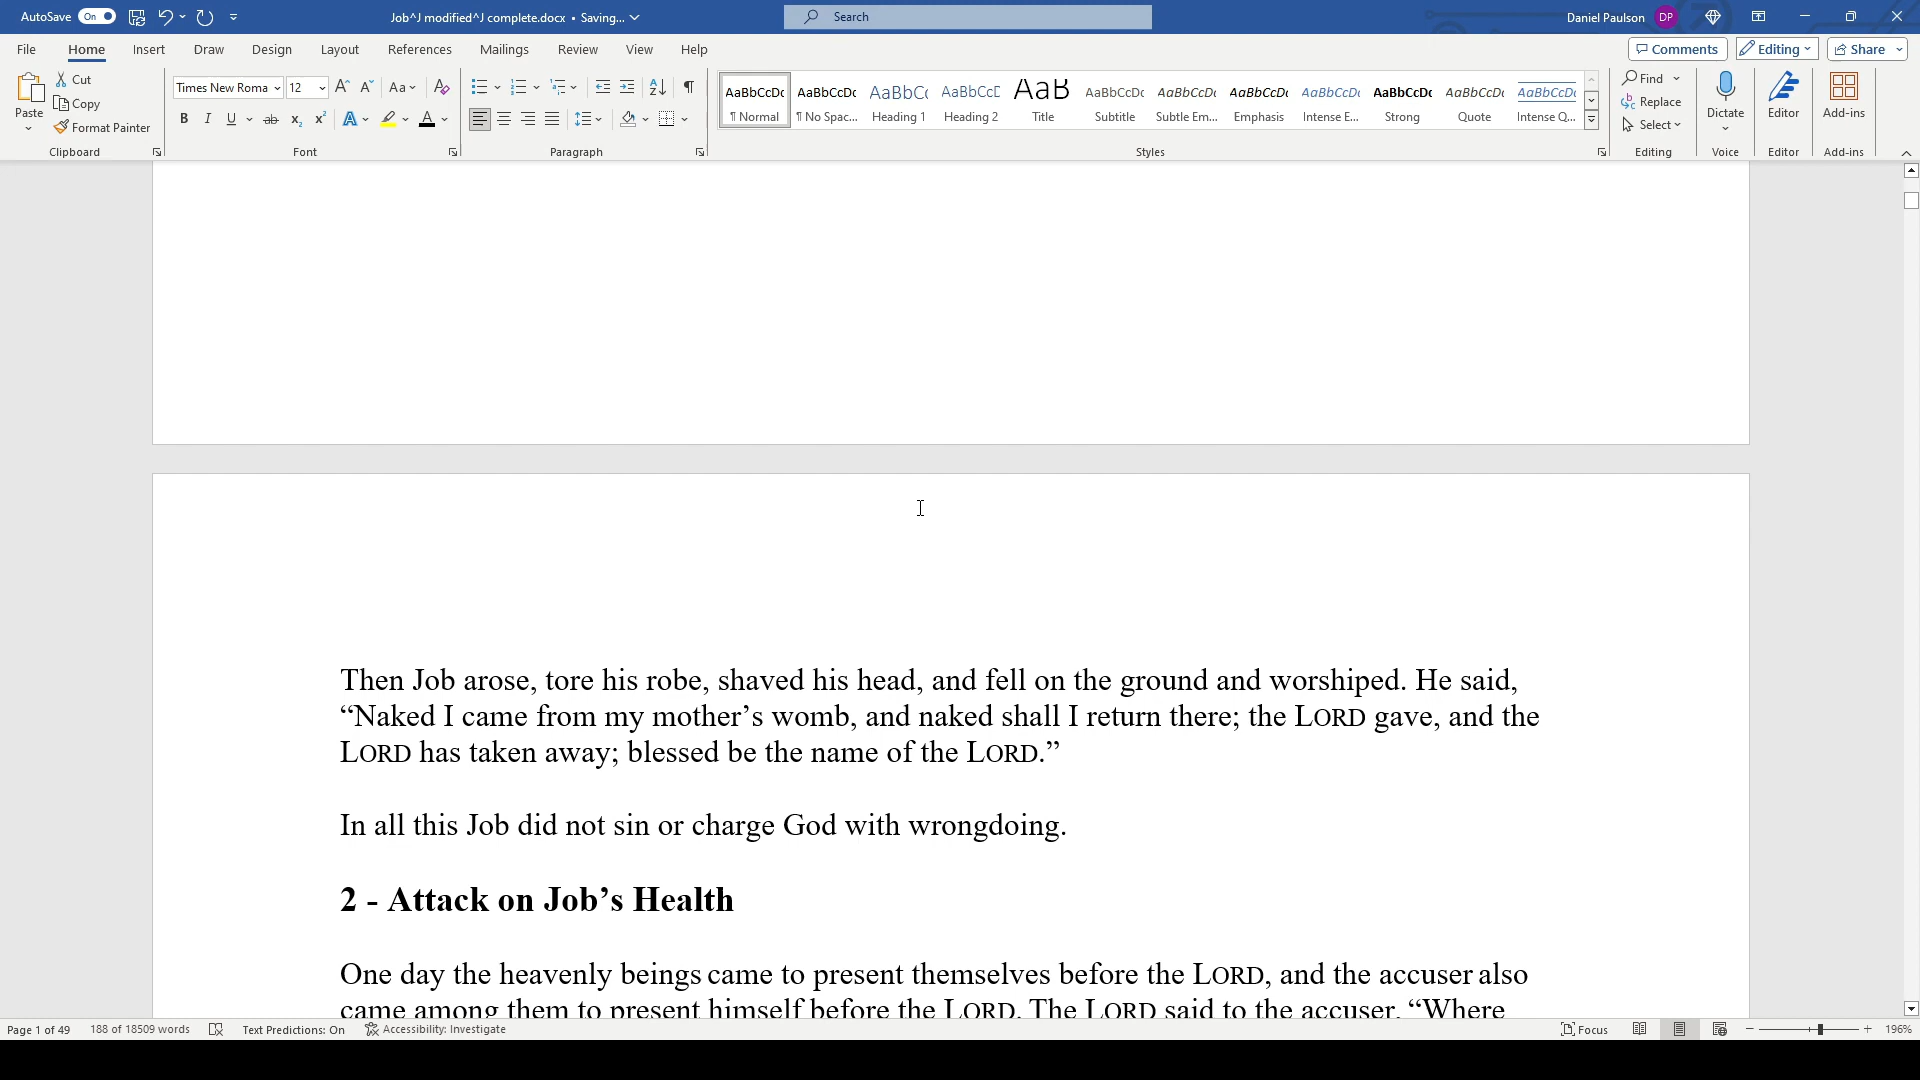 AutoSave On Job^J modified^J complete.docx • Saving... Search Daniel Paulson DP
File Home Insert Draw Design Layout References Mailings Review View Help Comments Editing Share
Paste Cut Copy Format Painter Clipboard
Times New Roma 12 Aa Font
Paragraph
AaBbCcDc AaBbCcDc AaBbC( AaBbCcC AaB AaBbCcDc AaBbCcDc AaBbCcDc AaBbCcDc AaBbCcDc AaBbCcDc AaBbCcDc
¶ Normal ¶ No Spac... Heading 1 Heading 2 Title Subtitle Subtle Em... Emphasis Intense E... Strong Quote Intense Q...
Styles
Find Replace Select Editing
Dictate Voice
Editor Editor
Add-ins Add-ins
Then Job arose, tore his robe, shaved his head, and fell on the ground and worshiped. He said,
“Naked I came from my mother’s womb, and naked shall I return there; the LORD gave, and the
LORD has taken away; blessed be the name of the LORD.”
In all this Job did not sin or charge God with wrongdoing.
2 - Attack on Job’s Health
One day the heavenly beings came to present themselves before the LORD, and the accuser also
came among them to present himself before the LORD. The LORD said to the accuser, “Where
Page 1 of 49 188 of 18509 words Text Predictions: On Accessibility: Investigate Focus 196%